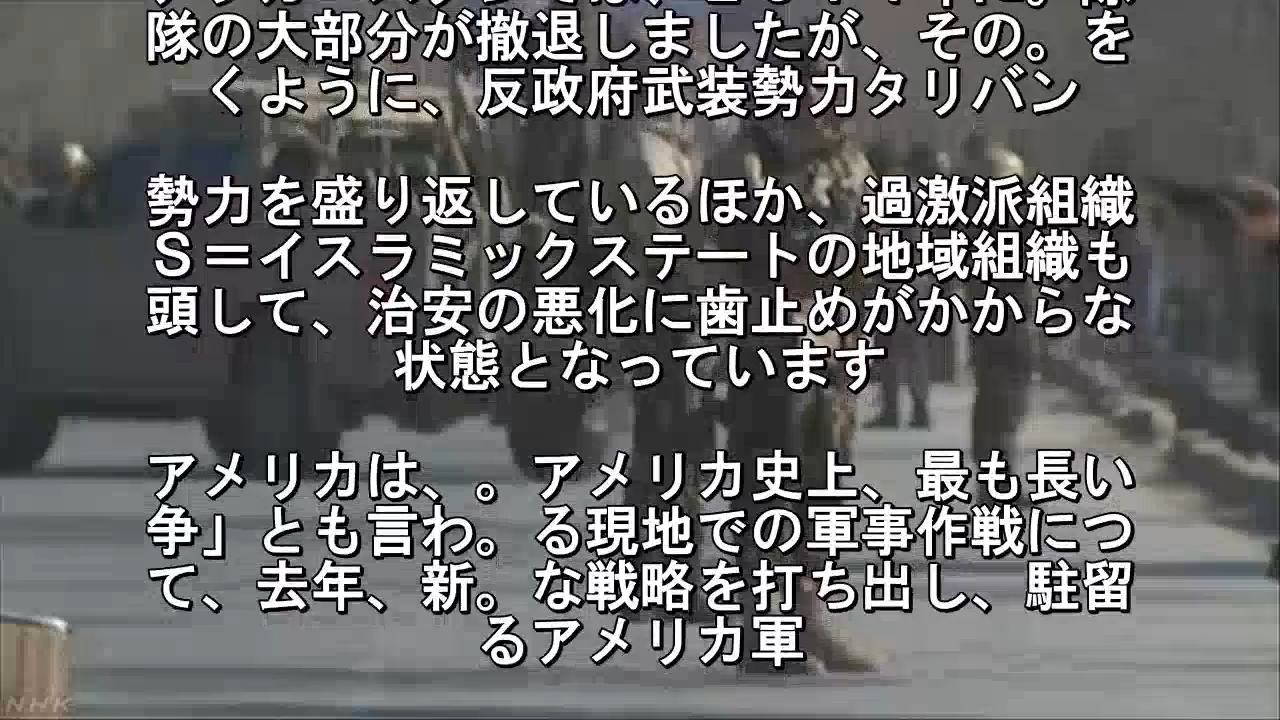 隊の大部分が撤退しましたが、その。を
くように、反政府武装勢力タリバン
勢力を盛り返しているほか、過激派組織
Ｓ＝イスラミックステートの地域組織も
頭して、治安の悪化に歯止めがかからな
状態となっています
アメリカは、。アメリカ史上、最も長い
争」とも言わ。る現地での軍事作戦につ
て、去年、新。な戦略を打ち出し、駐留
るアメリカ軍
NHK